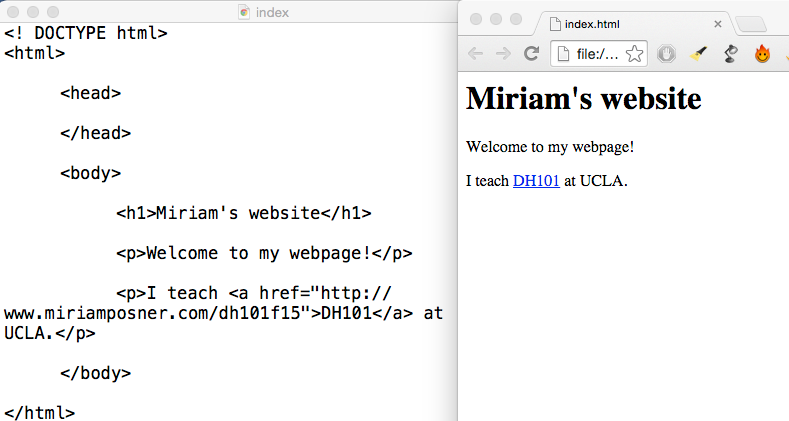 index
<! DOCTYPE html>
<html>
<head>
</head>
<body>
<h1>Miriam's website</h1>
<p>Welcome to my webpage!</p>
<p>I teach <a href="http://
www.miriamposner.com/dh101f15">DH101</a> at
UCLA.</p>
</body>
</html>
index.html
file:/...
Miriam's website
Welcome to my webpage!
I teach DH101 at UCLA.